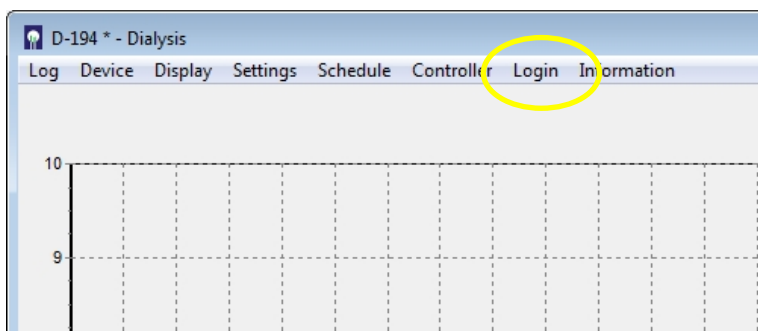 D-194 * - Dialysis
Log Device Display Settings Schedule Controller Login Information
10
9